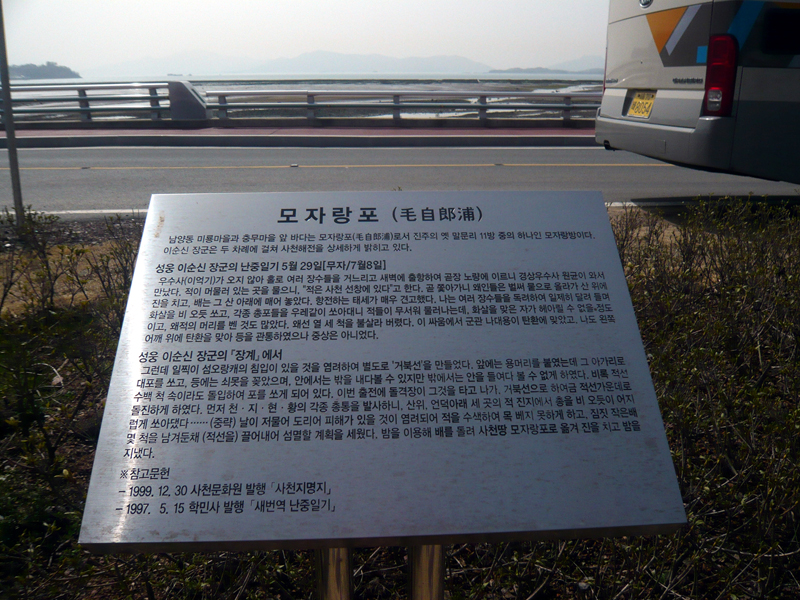 모자랑포 (毛自郎浦)
남양동 미룡마을과 충무마을 앞 바다는 모자랑포(毛自郎浦)로서 진주의 옛 말문리 11방 중의 하나인 모자랑방이다.
이순신 장군은 두 차례에 걸쳐 사천해전을 상세하게 밝히고 있다.
성웅 이순신 장군의 난중일기 5월 29일[무자/7월8일]
우수사(이억기)가 오지 않아 홀로 여러 장수들을 거느리고 새벽에 출항하여 곧장 노량에 이르니 경상우수사 원균이 와서
만났다. 적이 머물러 있는 곳을 물으니, "적은 사천 선창에 있다"고 한다. 곧 쫓아가니 왜인들은 벌써 뭍으로 올라가 산 위에
진을 치고, 배는 그 산 아래에 매어 놓았다. 항전하는 태세가 매우 견고했다. 나는 여러 장수들을 독려하여 일제히 달려 들며
화살을 비 오듯 쏘고, 각종 총포들을 우레같이 쏘아대니 적들이 무서워 물러나는데, 화살을 맞은 자가 헤아릴 수 없을 정도
이고, 왜적의 머리를 벤 것도 많았다. 왜선 열 세 척을 불살라 버렸다. 이 싸움에서 군관 나대용이 탄환에 맞았고. 나도 왼쪽
어깨 위에 탄환을 맞아 등을 관통하였으나 중상은 아니었다.
성웅 이순신 장군의 「장계」에서
그런데 일찍이 섬오랑캐의 침입이 있을 것을 염려하여 별도로 '거북선'을 만들었다. 앞에는 용머리를 붙였는데 그 아가리로
대포를 쏘고, 등에는 쇠못을 꽂았으며, 안에서는 밖을 내다볼 수 있지만 밖에서는 안을 들여다 볼 수 없게 하였다. 비록 적선
수백 척 속이라도 돌입하여 포를 쏘게 되어 있다. 이번 출전에 돌격장이 그것을 타고 나가, 거북선으로 하여금 적선가운데로
돌진하게 하였다. 먼저 천·지·현·황의 각종 총통을 발사하니, 산위, 언덕아래 세 곳의 적 진지에서 총을 비 오듯이 어지
럽게 쏘아댔다……(중략) 날이 저물어 도리어 피해가 있을 것이 염려되어 적을 수색하여 목 베지 못하게 하고, 짐짓 작은배
몇 척을 남겨둔채 (적선을) 끌어내어 섬멸할 계획을 세웠다. 밤을 이용해 배를 돌려 사천땅 모자랑포로 옮겨 진을 치고 밤을
지냈다.
※참고문헌
- 1999. 12. 30 사천문화원 발행 「사천지명지」
- 1997. 5. 15 학민사 발행 「새번역 난중일기」